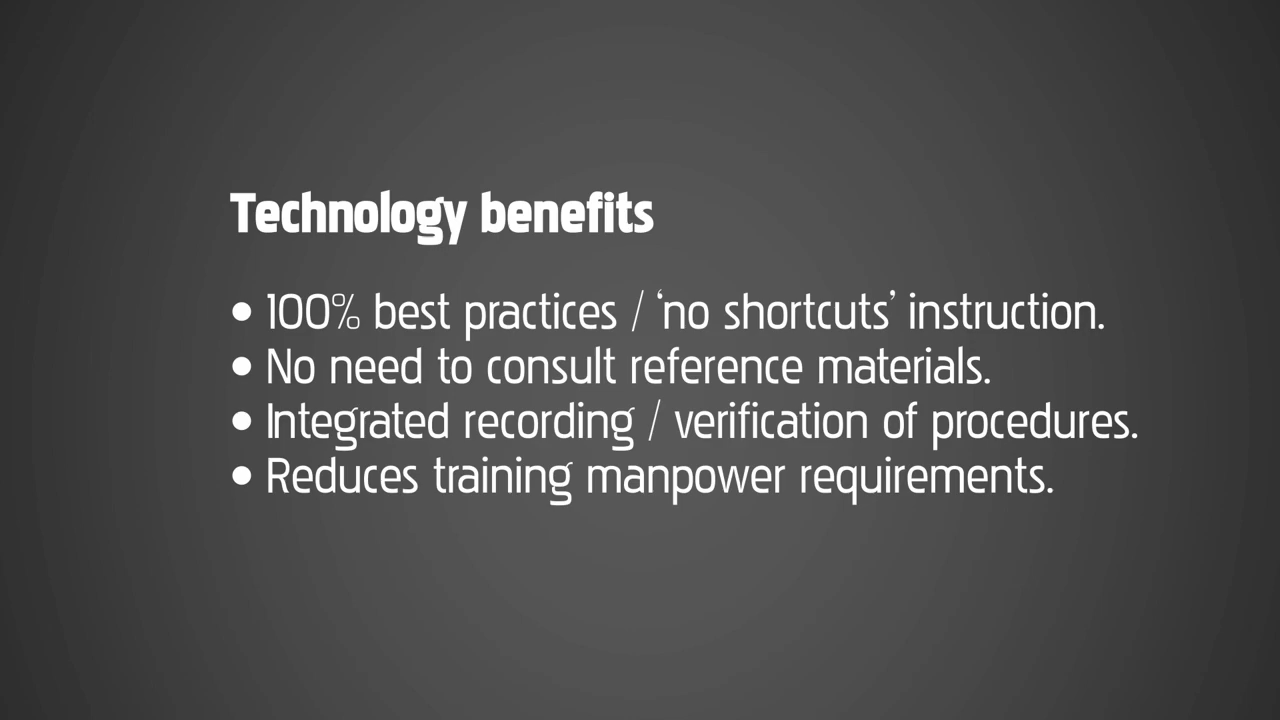 Technology benefits
• 100% best practices / ‘no shortcuts’ instruction.
• No need to consult reference materials.
• Integrated recording / verification of procedures.
• Reduces training manpower requirements.